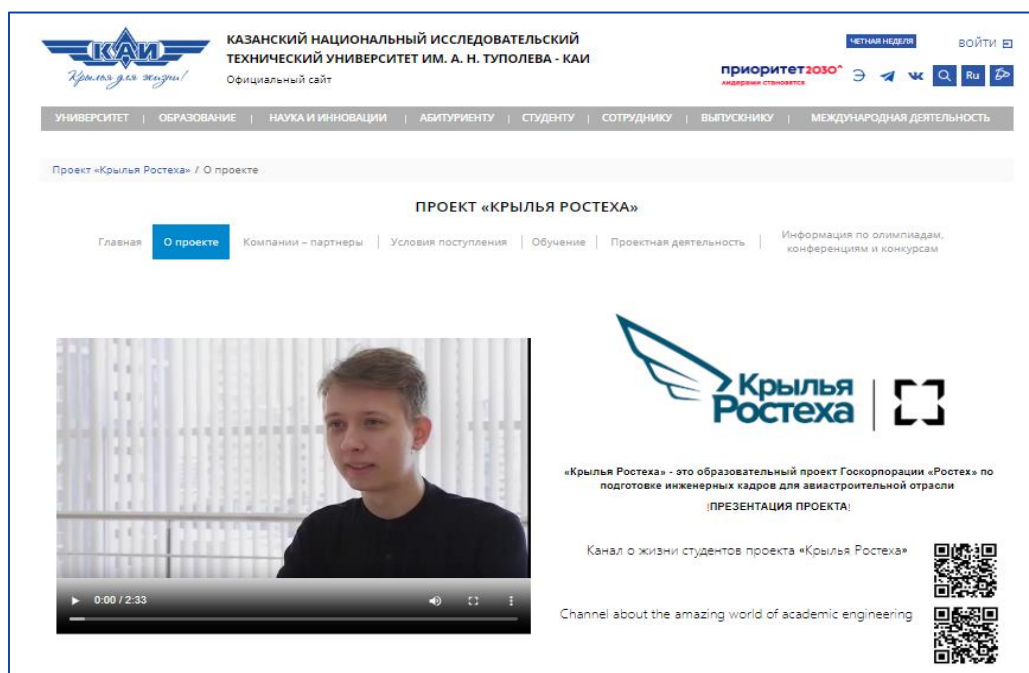 КАИ
Крылья для жизни!
КАЗАНСКИЙ НАЦИОНАЛЬНЫЙ ИССЛЕДОВАТЕЛЬСКИЙ
ТЕХНИЧЕСКИЙ УНИВЕРСИТЕТ ИМ. А. Н. ТУПОЛЕВА - КАИ
Официальный сайт
ЧЕТНАЯ НЕДЕЛЯ
ВОЙТИ
приоритет2030^
лидерами становятся
Э
Ru
УНИВЕРСИТЕТ | ОБРАЗОВАНИЕ | НАУКА И ИННОВАЦИИ | АБИТУРИЕНТУ | СТУДЕНТУ | СОТРУДНИКУ | ВЫПУСКНИКУ | МЕЖДУНАРОДНАЯ ДЕЯТЕЛЬНОСТЬ
Проект «Крылья Ростеха» / О проекте
ПРОЕКТ «КРЫЛЬЯ РОСТЕХА»
Главная
О проекте
Компании – партнеры | Условия поступления | Обучение | Проектная деятельность |
Информация по олимпиадам,
конференциям и конкурсам
Крылья
Ростеха
«Крылья Ростеха» - это образовательный проект Госкорпорации «Ростех» по
подготовке инженерных кадров для авиастроительной отрасли
!ПРЕЗЕНТАЦИЯ ПРОЕКТА!
Канал о жизни студентов проекта «Крылья Ростеха»
0:00 / 2:33
Channel about the amazing world of academic engineering